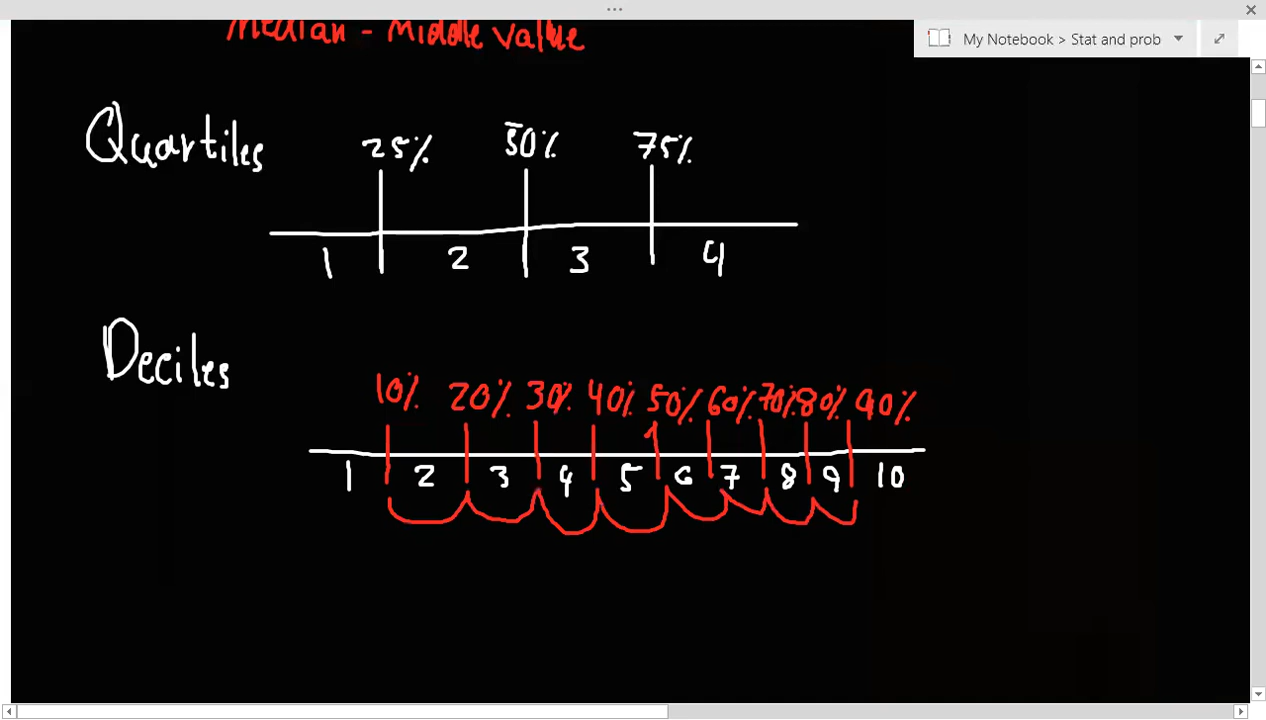 Median - Middle value
My Notebook > Stat and prob
Quartiles
25% 50% 75%
1 2 3 4
Deciles
10% 20% 30% 40% 50% 60% 70% 80% 90%
1 2 3 4 5 6 7 8 9 10